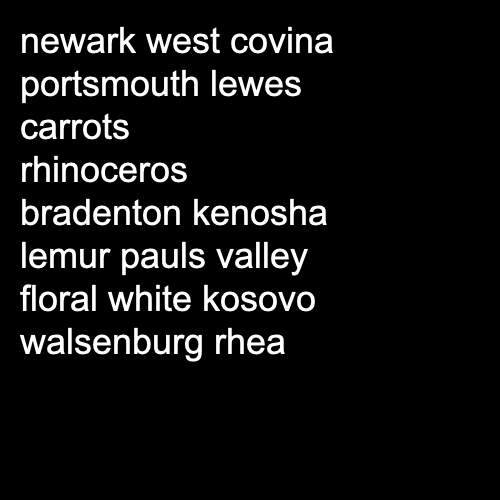 newark west covina
portsmouth lewes
carrots
rhinoceros
bradenton kenosha
lemur pauls valley
floral white kosovo
walsenburg rhea